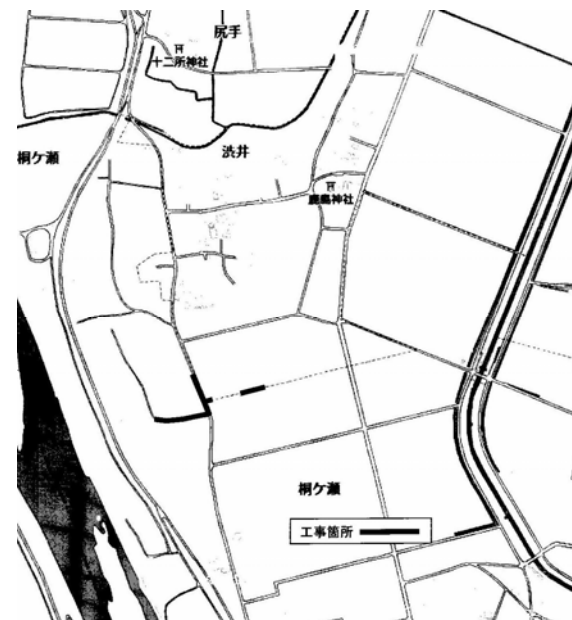 尻手
十二所神社
渋井
桐ケ瀬
鹿島神社
桐ケ瀬
工事箇所